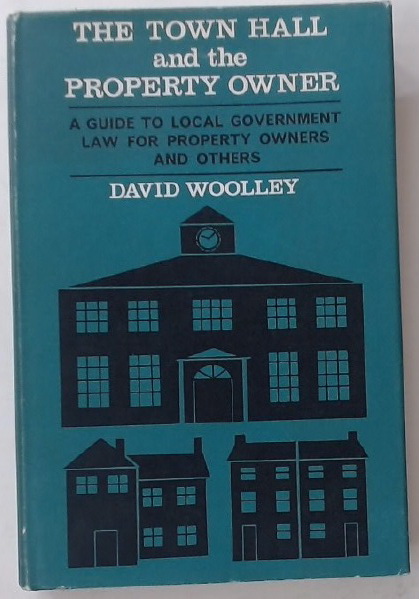 THE TOWN HALL
and the
PROPERTY OWNER
A GUIDE TO LOCAL GOVERNMENT
LAW FOR PROPERTY OWNERS
AND OTHERS
DAVID WOOLLEY